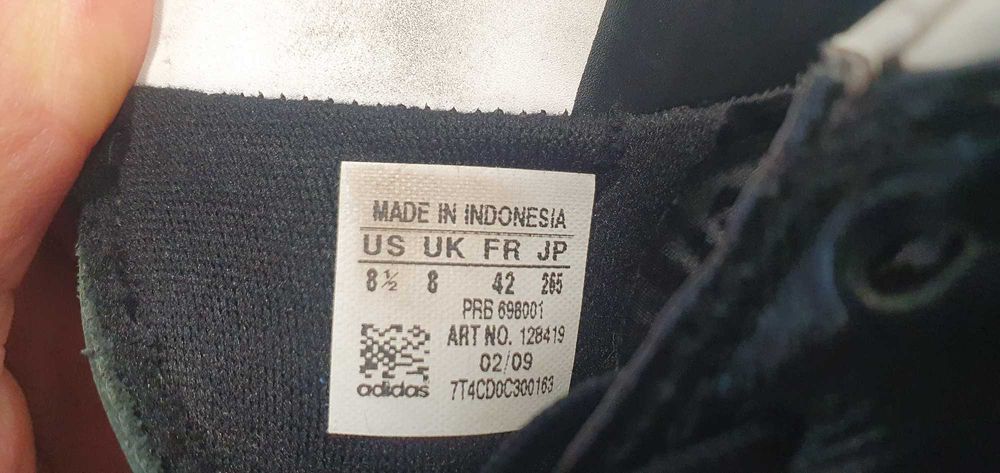 MADE IN INDONESIA
US UK FR JP
8½ 8 42 265
PRB 698001
ART NO. 128419
02/09
adidas 7T4CD0C300163